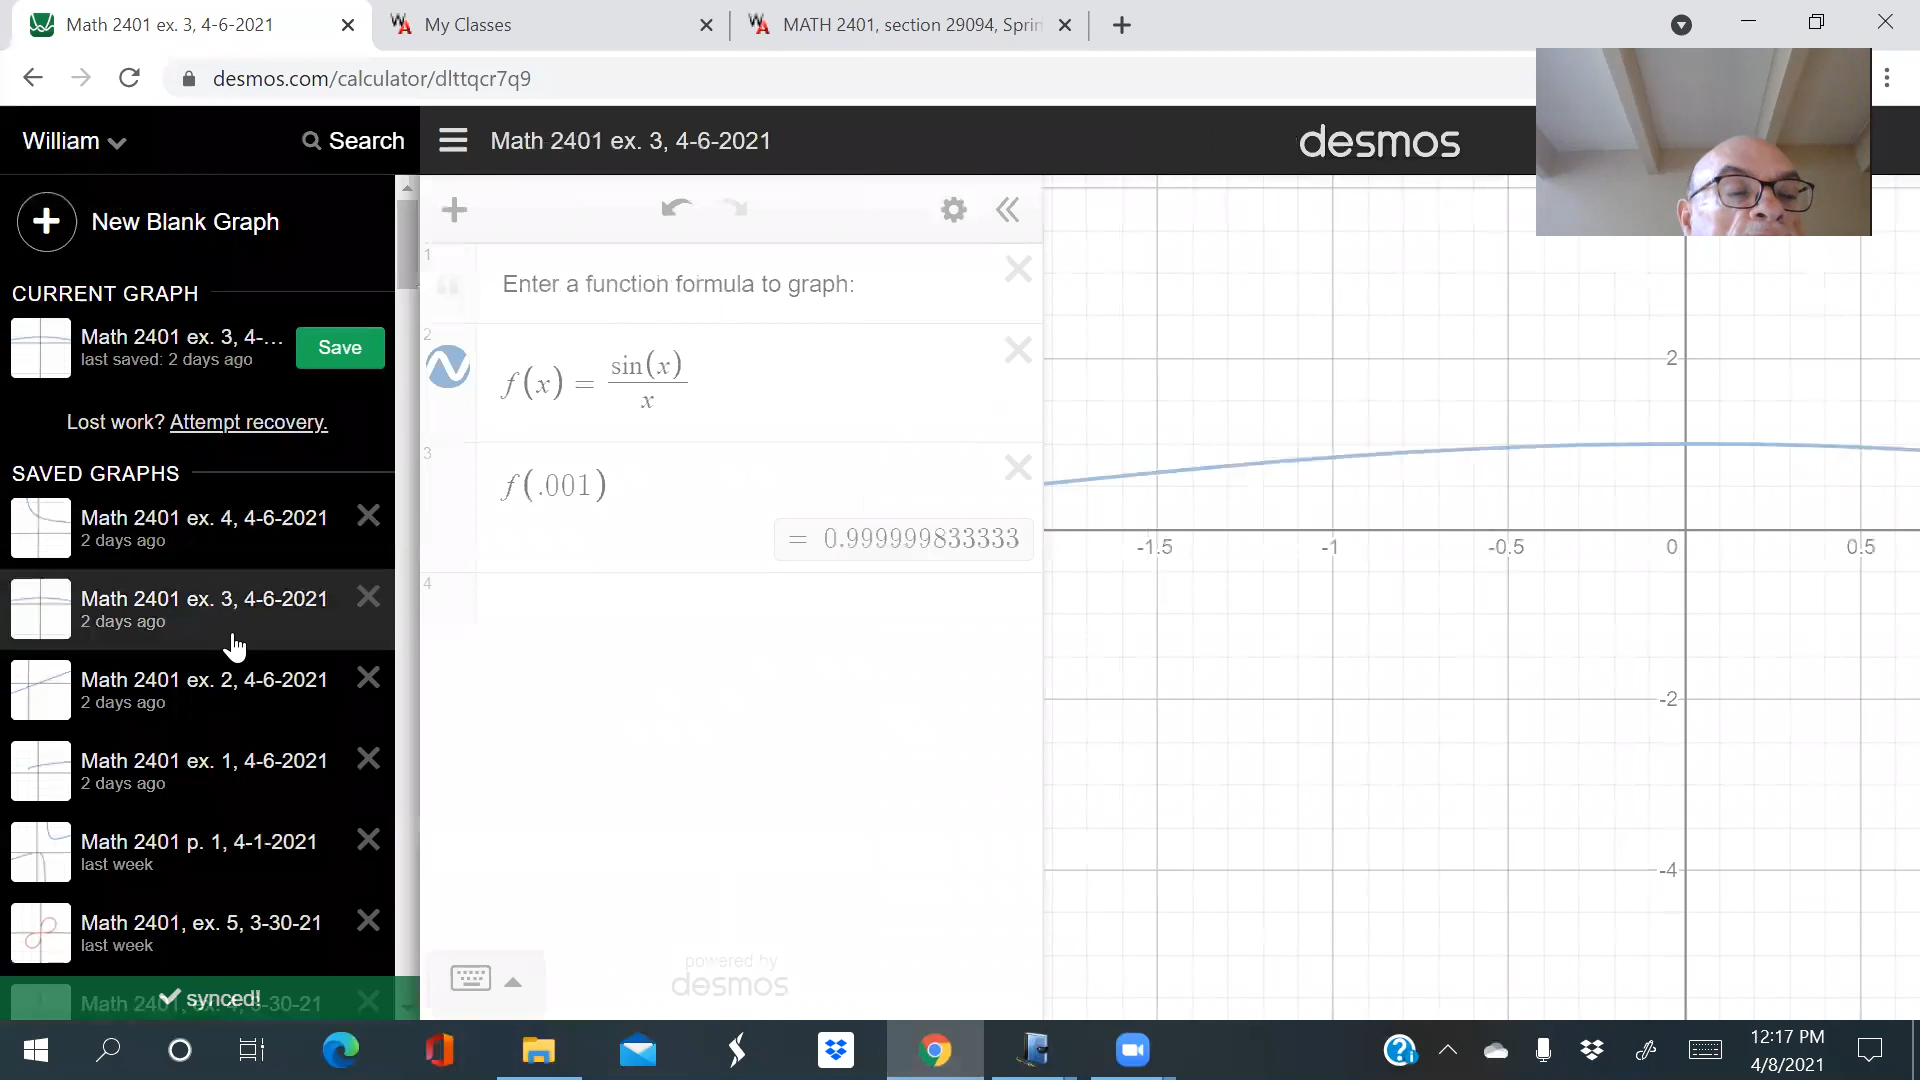 Math 2401 ex. 3, 4-6-2021
My Classes
MATH 2401, section 29094, Sprin
desmos.com/calculator/dlttqcr7q9
William
Search
Math 2401 ex. 3, 4-6-2021
desmos
New Blank Graph
CURRENT GRAPH
Math 2401 ex. 3, 4-...
last saved: 2 days ago
Save
Lost work? Attempt recovery.
SAVED GRAPHS
Math 2401 ex. 4, 4-6-2021
2 days ago
Math 2401 ex. 3, 4-6-2021
2 days ago
Math 2401 ex. 2, 4-6-2021
2 days ago
Math 2401 ex. 1, 4-6-2021
2 days ago
Math 2401 p. 1, 4-1-2021
last week
Math 2401, ex. 5, 3-30-21
last week
Math 2401, ex. 4, 3-30-21
synced!
1
Enter a function formula to graph:
2
f(x) = sin(x)/x
3
f(.001)
= 0.999999833333
4
powered by
desmos
2
-1.5 -1 -0.5 0 0.5
-2
-4
12:17 PM
4/8/2021